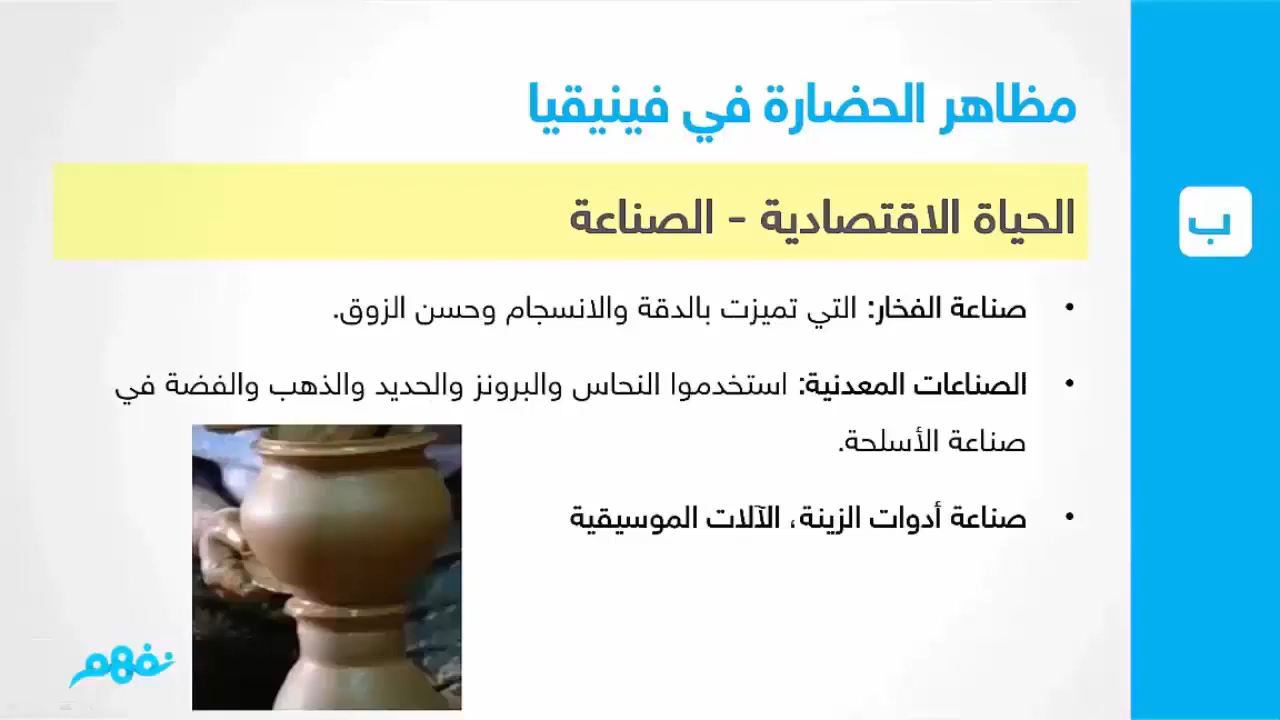 مظاهر الحضارة في فينيقيا
الحياة الاقتصادية - الصناعة
ب
• صناعة الفخار: التي تميزت بالدقة والانسجام وحسن الزوق.
• الصناعات المعدنية: استخدموا النحاس والبرونز والحديد والذهب والفضة في
صناعة الأسلحة.
• صناعة أدوات الزينة، الآلات الموسيقية
نفهم